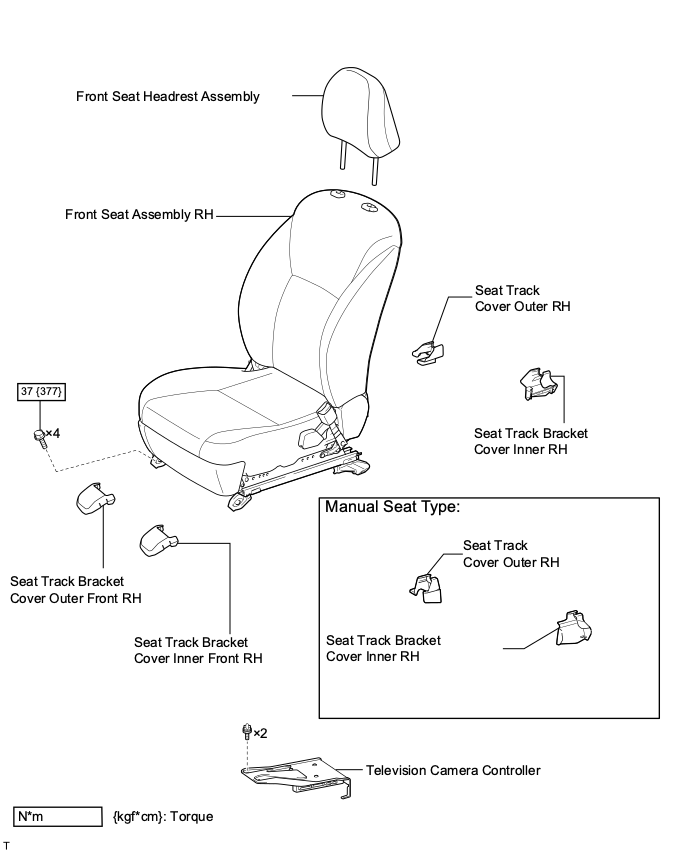 Front Seat Headrest Assembly
Front Seat Assembly RH
Seat Track
Cover Outer RH
37 {377}
×4
Seat Track Bracket
Cover Inner RH
Manual Seat Type:
Seat Track
Cover Outer RH
Seat Track Bracket
Cover Outer Front RH
Seat Track Bracket
Cover Inner Front RH
Seat Track Bracket
Cover Inner RH
×2
Television Camera Controller
N*m
{kgf*cm}: Torque
T